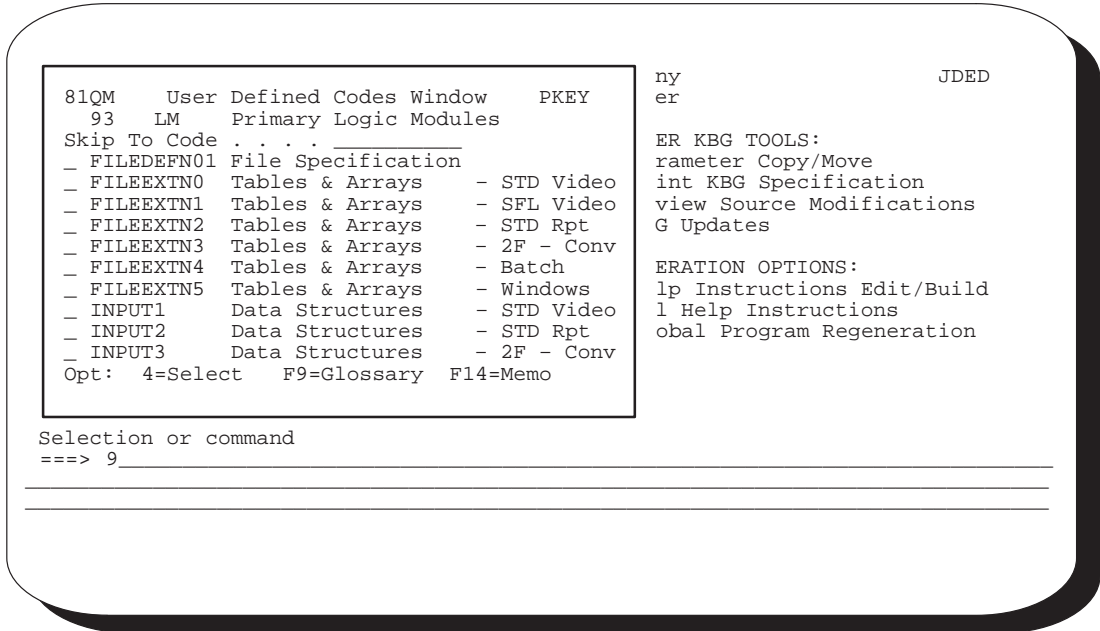 ny                    JDED
81QM    User Defined Codes Window    PKEY
er
93    LM    Primary Logic Modules
Skip To Code . . . . __________
ER KBG TOOLS:
_ FILEDEFN01 File Specification
rameter Copy/Move
_ FILEEXTN0  Tables & Arrays    – STD Video
int KBG Specification
_ FILEEXTN1  Tables & Arrays    – SFL Video
view Source Modifications
_ FILEEXTN2  Tables & Arrays    – STD Rpt
G Updates
_ FILEEXTN3  Tables & Arrays    – 2F – Conv
_ FILEEXTN4  Tables & Arrays    – Batch
ERATION OPTIONS:
_ FILEEXTN5  Tables & Arrays    – Windows
lp Instructions Edit/Build
_ INPUT1     Data Structures    – STD Video
l Help Instructions
_ INPUT2     Data Structures    – STD Rpt
obal Program Regeneration
_ INPUT3     Data Structures    – 2F – Conv
Opt:  4=Select   F9=Glossary  F14=Memo
Selection or command
===> 9